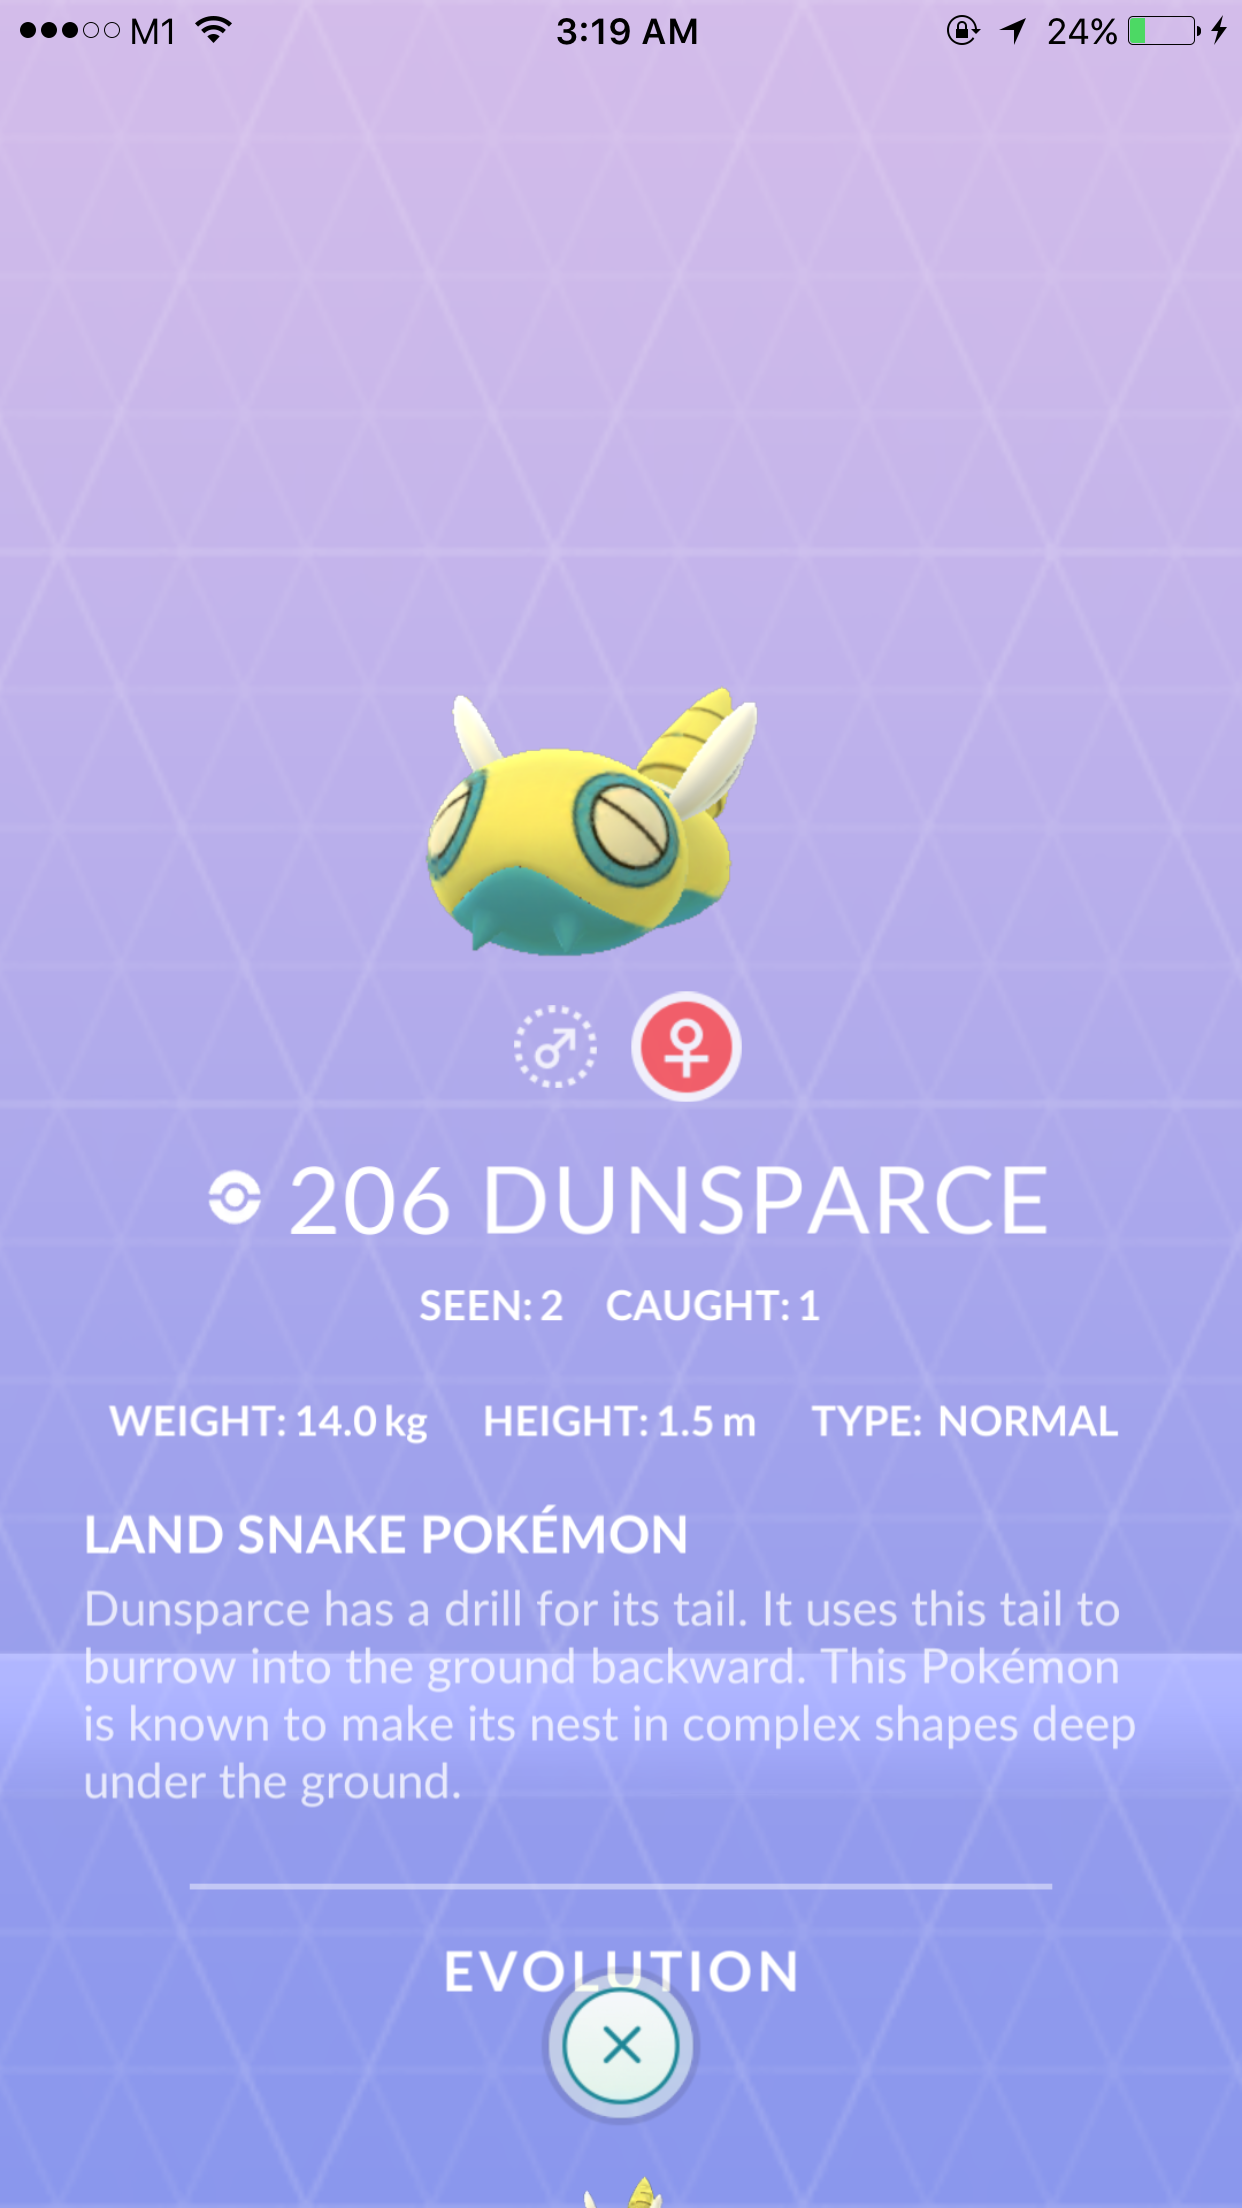 M1 3:19 AM 24%
206 DUNSPARCE
SEEN: 2 CAUGHT: 1
WEIGHT: 14.0 kg HEIGHT: 1.5 m TYPE: NORMAL
LAND SNAKE POKÉMON
Dunsparce has a drill for its tail. It uses this tail to
burrow into the ground backward. This Pokémon
is known to make its nest in complex shapes deep
under the ground.
EVOLUTION